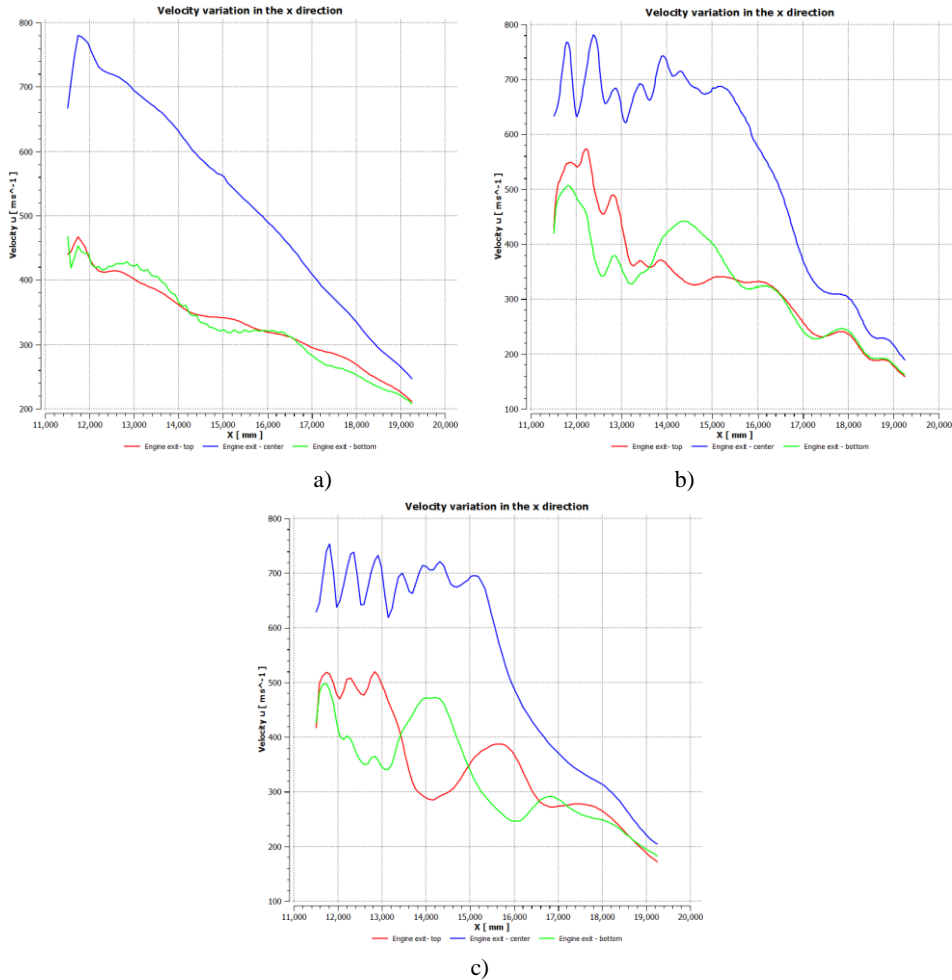 Velocity variation in the x direction
800
700
600
500
400
300
200
Velocity u [ ms^-1 ]
11,000 12,000 13,000 14,000 15,000 16,000 17,000 18,000 19,000 20,000
X [ mm ]
Engine exit- top Engine exit - center Engine exit - bottom
a)
Velocity variation in the x direction
800
700
600
500
400
300
200
100
Velocity u [ ms^-1 ]
11,000 12,000 13,000 14,000 15,000 16,000 17,000 18,000 19,000 20,000
X [ mm ]
Engine exit- top Engine exit - center Engine exit - bottom
b)
Velocity variation in the x direction
800
700
600
500
400
300
200
100
Velocity u [ ms^-1 ]
11,000 12,000 13,000 14,000 15,000 16,000 17,000 18,000 19,000 20,000
X [ mm ]
Engine exit- top Engine exit - center Engine exit - bottom
c)